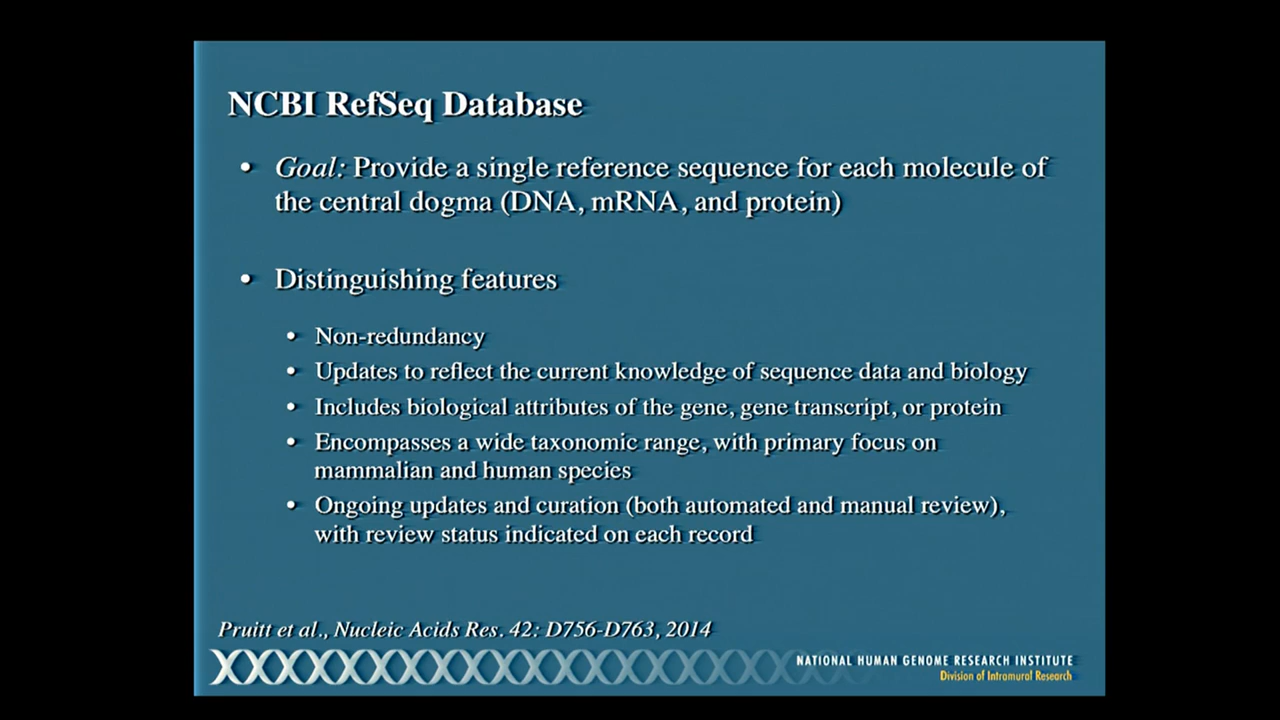 NCBI RefSeq Database
• Goal: Provide a single reference sequence for each molecule of
the central dogma (DNA, mRNA, and protein)
• Distinguishing features
• Non-redundancy
• Updates to reflect the current knowledge of sequence data and biology
• Includes biological attributes of the gene, gene transcript, or protein
• Encompasses a wide taxonomic range, with primary focus on
mammalian and human species
• Ongoing updates and curation (both automated and manual review),
with review status indicated on each record
Pruitt et al., Nucleic Acids Res. 42: D756-D763, 2014
NATIONAL HUMAN GENOME RESEARCH INSTITUTE
Division of Intramural Research